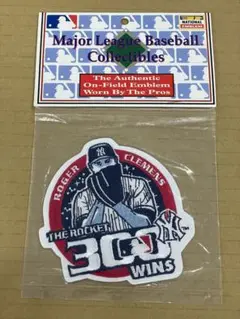 Major League Baseball
Collectibles
The Authentic
On-Field Emblem
Worn By The Pros
ROGER CLEMENS
THE ROCKET
300
WINS